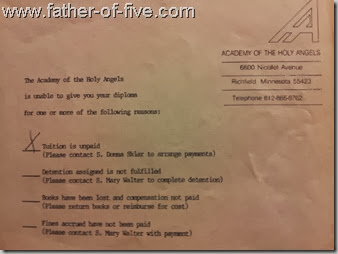 www.father-of-five.com
ACADEMY OF THE HOLY ANGELS
6600 Nicollet Avenue
Richfield, Minnesota 55423
Telephone 612-866-8762
The Academy of the Holy Angels
is unable to give you your diploma
for one or more of the following reasons:
X Tuition is unpaid
(Please contact S. Donna Skler to arrange payments)
Detention assigned is not fulfilled
(Please contact S. Mary Walter to complete detention)
Books have been lost and compensation not paid
(Please return books or reimburse for cost)
Fines accrued have not been paid
(Please contact S. Mary Walter with payment)